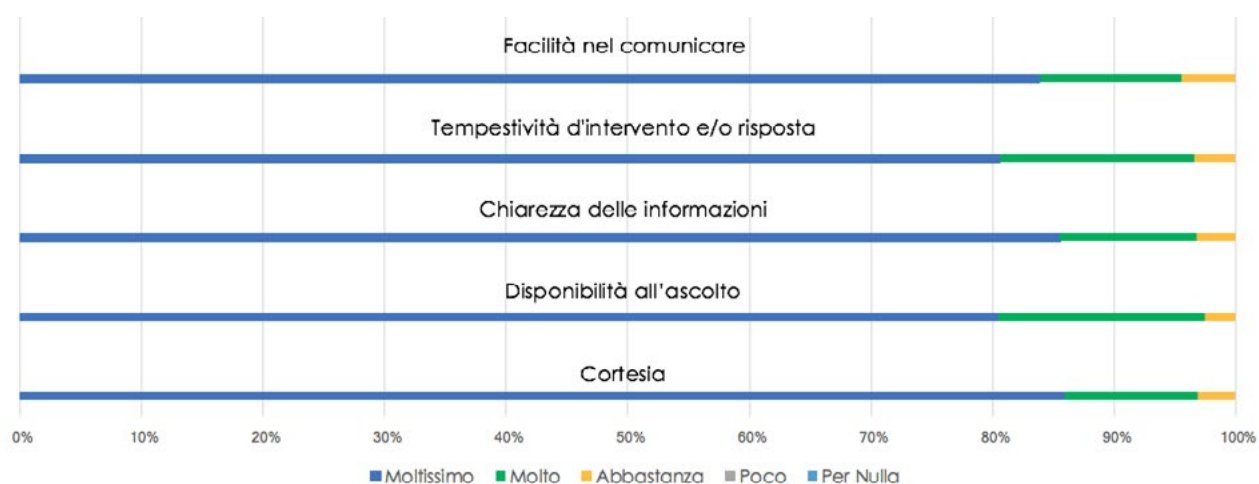 Facilità nel comunicare
Tempestività d'intervento e/o risposta
Chiarezza delle informazioni
Disponibilità all'ascolto
Cortesia
0% 10% 20% 30% 40% 50% 60% 70% 80% 90% 100%
Moltissimo Molto Abbastanza Poco Per Nulla